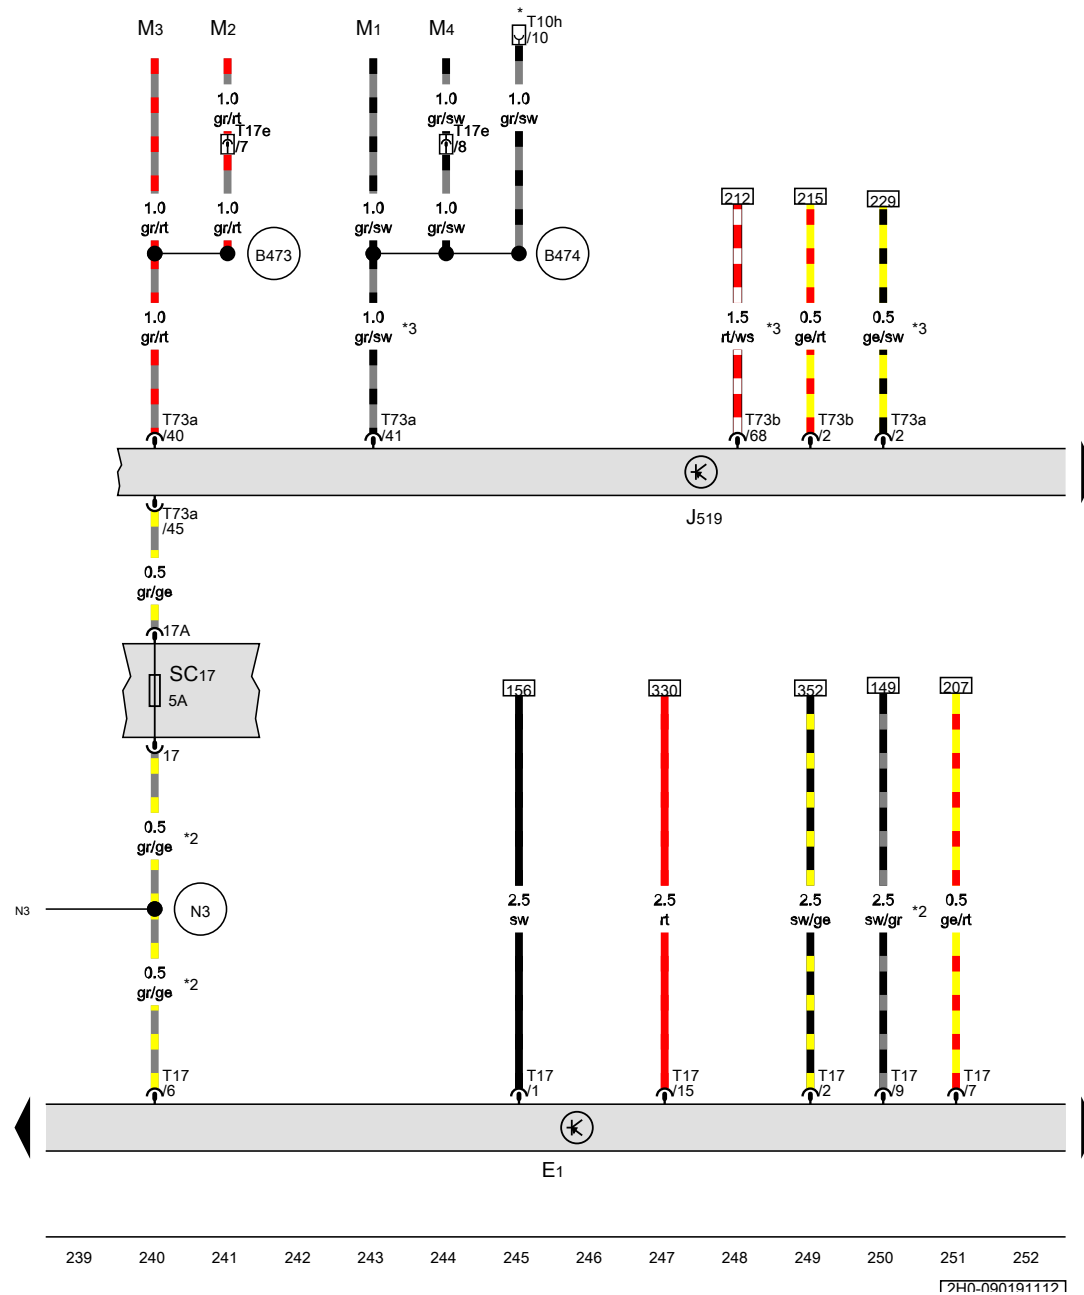 M3
M2
M1
M4
*
T10h
/10
1.0
gr/rt
1.0
gr/sw
1.0
gr/sw
T17e
/7
T17e
/8
1.0
gr/rt
1.0
gr/rt
1.0
gr/sw
1.0
gr/sw
212
215
229
B473
B474
1.0
gr/rt
1.0
gr/sw
*3
1.5
rt/ws
*3
0.5
ge/rt
0.5
ge/sw
*3
T73a
/40
T73a
/41
T73b
/68
T73b
/2
T73a
/2
J519
T73a
/45
0.5
gr/ge
17A
SC17
5A
17
156
330
352
149
207
0.5
gr/ge
*2
N3
N3
2.5
sw
2.5
rt
2.5
sw/ge
2.5
sw/gr
*2
0.5
ge/rt
0.5
gr/ge
*2
T17
/6
T17
/1
T17
/15
T17
/2
T17
/9
T17
/7
E1
239 240 241 242 243 244 245 246 247 248 249 250 251 252
2H0-090191112